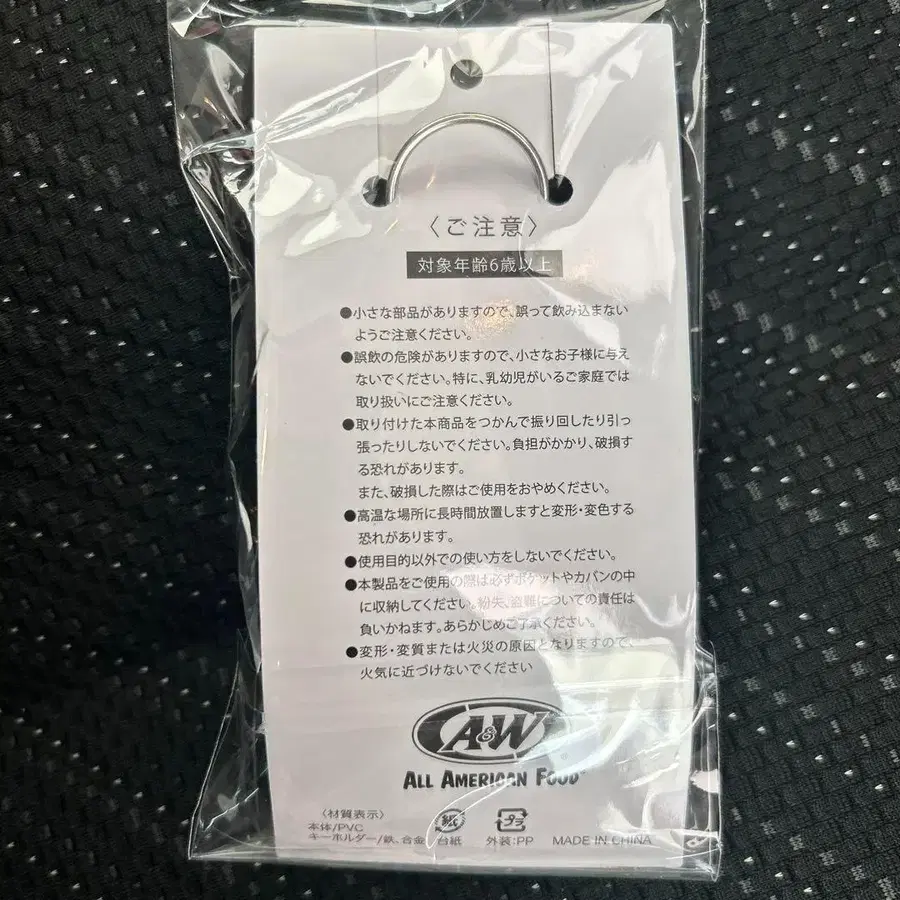 〈ご注意〉
対象年齢6歳以上
●小さな部品がありますので、誤って飲み込まない
ようご注意ください。
●誤飲の危険がありますので、小さなお子様に与え
ないでください。特に、乳幼児がいるご家庭では
取り扱いにご注意ください。
●取り付けた本商品をつかんで振り回したり引っ
張ったりしないでください。負担がかかり、破損す
る恐れがあります。
また、破損した際はご使用をおやめください。
●高温な場所に長時間放置しますと変形・変色する
恐れがあります。
●使用目的以外での使い方をしないでください。
●本製品をご使用の際は必ずポケットやカバンの中
に収納してください。紛失、盗難についての責任は
負いかねます。あらかじめご了承ください。
●変形・変質または火災の原因となりますので、
火気に近づけないでください
A&W
ALL AMERICAN FOOD
〈材質表示〉
本体/PVC
キーホルダー/鉄、合金
紙
台紙
プラ
外装:PP
MADE IN CHINA